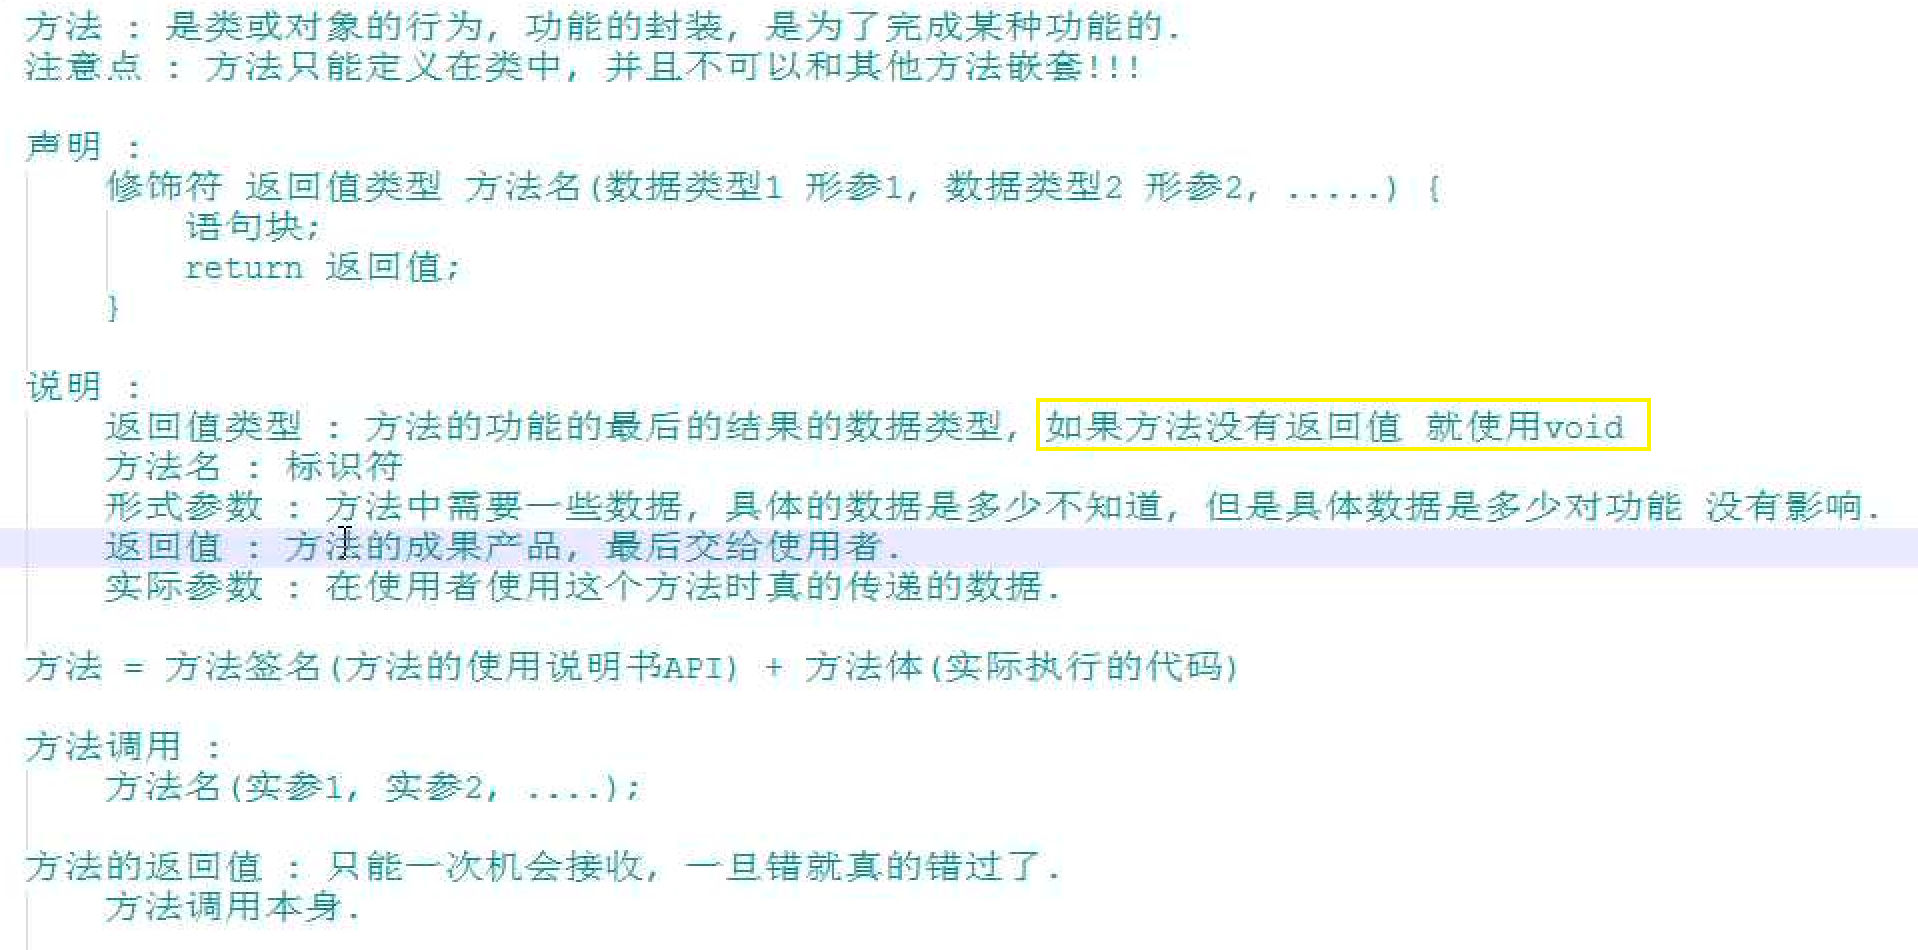 方法 : 是类或对象的行为, 功能的封装, 是为了完成某种功能的.
注意点 : 方法只能定义在类中, 并且不可以和其他方法嵌套!!!
声明 :
修饰符 返回值类型 方法名(数据类型1 形参1, 数据类型2 形参2, .....) {
语句块;
return 返回值;
}
说明 :
返回值类型 : 方法的功能的最后的结果的数据类型, 如果方法没有返回值 就使用void
方法名 : 标识符
形式参数 : 方法中需要一些数据, 具体的数据是多少不知道, 但是具体数据是多少对功能 没有影响.
返回值 : 方法的成果产品, 最后交给使用者.
实际参数 : 在使用者使用这个方法时真的传递的数据.
方法 = 方法签名(方法的使用说明书API) + 方法体(实际执行的代码)
方法调用 :
方法名(实参1, 实参2, ....);
方法的返回值 : 只能一次机会接收, 一旦错就真的错过了.
方法调用本身.